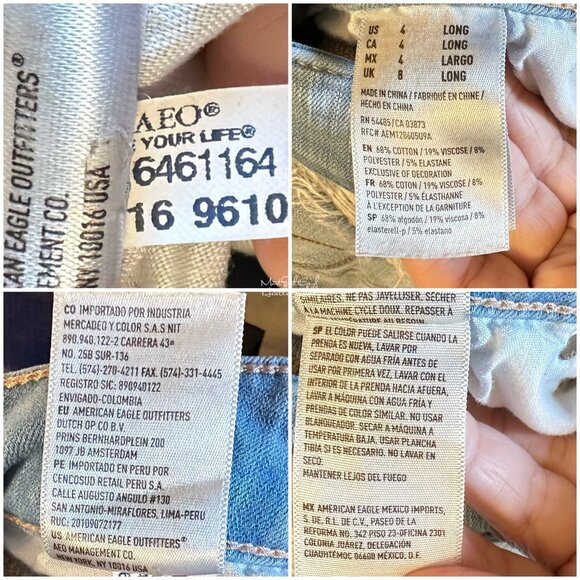 AN EAGLE OUTFITTERS®
EMENT CO.
NY 10016 USA
AEO®
E YOUR LIFE®
6461164
16 9610
US 4 LONG
CA 4 LONG
MX 4 LARGO
UK 8 LONG
MADE IN CHINA / FABRIQUÉ EN CHINE /
HECHO EN CHINA
RN 54485/CA 03873
RFC# AEM12060509A
EN: 68% COTTON / 19% VISCOSE / 8%
POLYESTER / 5% ELASTANE
EXCLUSIVE OF DECORATION
FR: 68% COTON / 19% VISCOSE / 8%
POLYESTER / 5% ÉLASTHANNE
À L'EXCEPTION DE LA GARNITURE
SP: 68% algodón / 19% viscosa / 8%
elasterell-p / 5% elastano
CO IMPORTADO POR INDUSTRIA
MERCADEO Y COLOR S.A.S NIT
890.940.122-2 CARRERA 43ª
NO. 25B SUR-136
TEL. (574)-270-4211 FAX. (574)-331-4445
REGISTRO SIC: 890940122
ENVIGADO-COLOMBIA
EU AMERICAN EAGLE OUTFITTERS
DUTCH OP CO B.V.
PRINS BERNHARDPLEIN 200
1097 JB AMSTERDAM
PE IMPORTADO EN PERU POR
CENCOSUD RETAIL PERU S.A.
CALLE AUGUSTO ANGULO #130
SAN ANTONIO-MIRAFLORES, LIMA-PERU
RUC: 20109072177
US AMERICAN EAGLE OUTFITTERS®
AEO MANAGEMENT CO.
NEW YORK, NY 10016 USA
SIMILAIRES. NE PAS JAVELLISER. SÉCHER
À LA MACHINE CYCLE DOUX. REPASSER À
TEMPÉRATURE AU BESOIN.
SP EL COLOR PUEDE SALIRSE CUANDO LA
PRENDA ES NUEVA, LAVAR POR
SEPARADO CON AGUA FRÍA ANTES DE
USAR POR PRIMERA VEZ, LAVAR CON EL
INTERIOR DE LA PRENDA HACIA AFUERA,
LAVAR A MÁQUINA CON AGUA FRÍA Y
PRENDAS DE COLOR SIMILAR. NO USAR
BLANQUEADOR. SECAR A MÁQUINA A
TEMPERATURA BAJA. USAR PLANCHA
TIBIA SI ES NECESARIO. NO LAVAR EN
SECO.
MANTENER LEJOS DEL FUEGO
MX AMERICAN EAGLE MEXICO IMPORTS,
S. DE R.L. DE C.V., PASEO DE LA
REFORMA NO. 342 PISO 23-OFICINA 2301
COLONIA JUÁREZ, DELEGACIÓN
CUAUHTÉMOC 06600 MÉXICO, D.F.